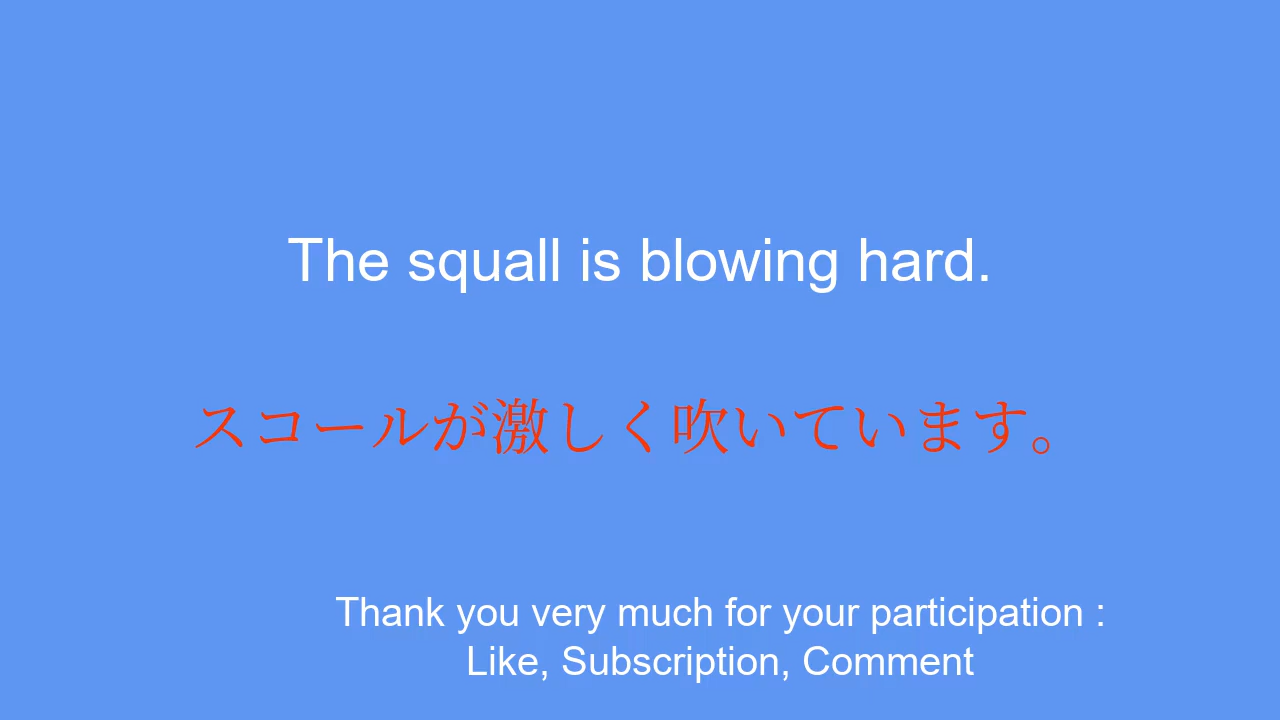 The squall is blowing hard.
スコールが激しく吹いています。
Thank you very much for your participation :
Like, Subscription, Comment